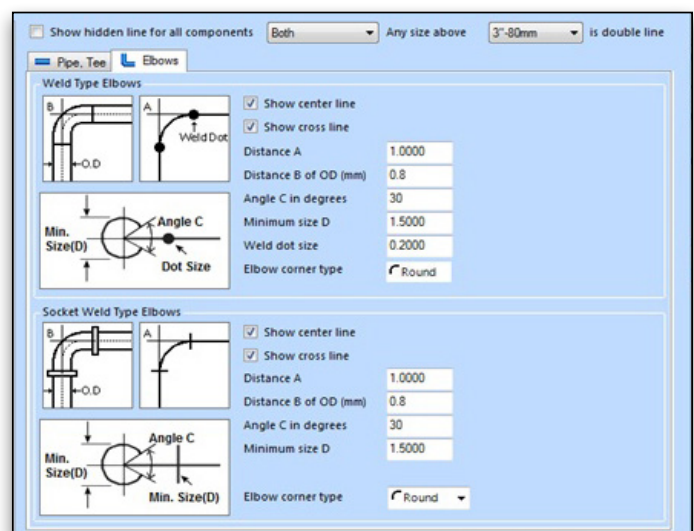 Show hidden line for all components Both Any size above 3"-80mm is double line
Pipe, Tee Elbows
Weld Type Elbows
B A
Weld Dot
O.D
Show center line
Show cross line
Distance A 1.0000
Distance B of OD (mm) 0.8
Angle C in degrees 30
Minimum size D 1.5000
Weld dot size 0.2000
Elbow corner type Round
Min.
Size(D)
Angle C
Dot Size
Socket Weld Type Elbows
B A
O.D
Show center line
Show cross line
Distance A 1.0000
Distance B of OD (mm) 0.8
Angle C in degrees 30
Minimum size D 1.5000
Elbow corner type Round
Min.
Size(D)
Angle C
Min. Size(D)